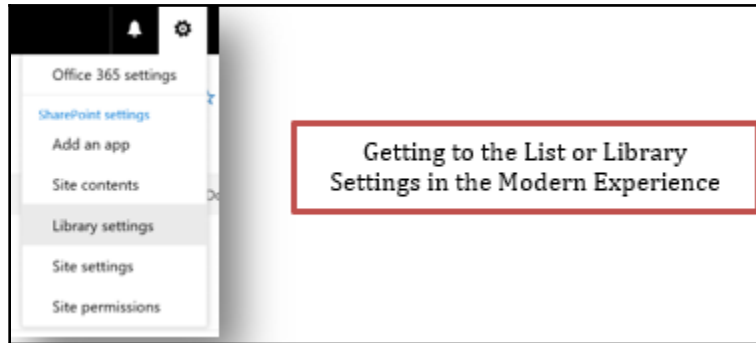 Office 365 settings
SharePoint settings
Add an app
Site contents
Library settings
Site settings
Site permissions
Getting to the List or Library
Settings in the Modern Experience